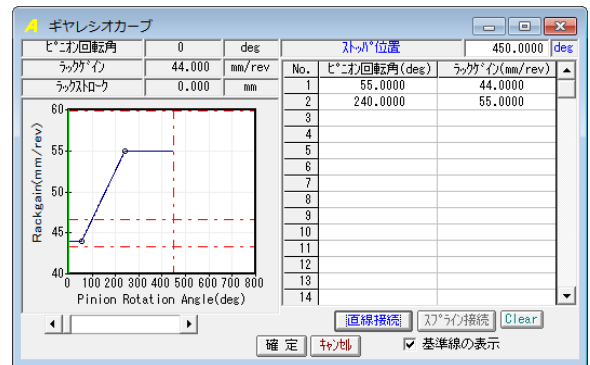 ギヤレシオカーブ
ﾋﾟﾆｵﾝ回転角 0 deg
ﾗｯｸｹﾞｲﾝ 44.000 mm/rev
ﾗｯｸｽﾄﾛｰｸ 0.000 mm
ｽﾄｯﾊﾟ位置 450.0000 deg
No. ﾋﾟﾆｵﾝ回転角(deg) ﾗｯｸｹﾞｲﾝ(mm/rev)
1 55.0000 44.0000
2 240.0000 55.0000
3
4
5
6
7
8
9
10
11
12
13
14
Rackgain(mm/rev)
60
55
50
45
40
0 100 200 300 400 500 600 700 800
Pinion Rotation Angle(deg)
直線接続 ｽﾌﾟﾗｲﾝ接続 Clear
確 定 ｷｬﾝｾﾙ 基準線の表示